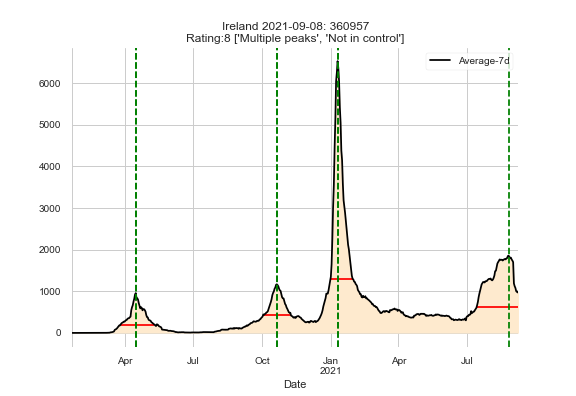 Ireland 2021-09-08: 360957
Rating:8 ['Multiple peaks', 'Not in control']
Average-7d
6000
5000
4000
3000
2000
1000
0
Apr Jul Oct Jan Apr Jul
2021
Date